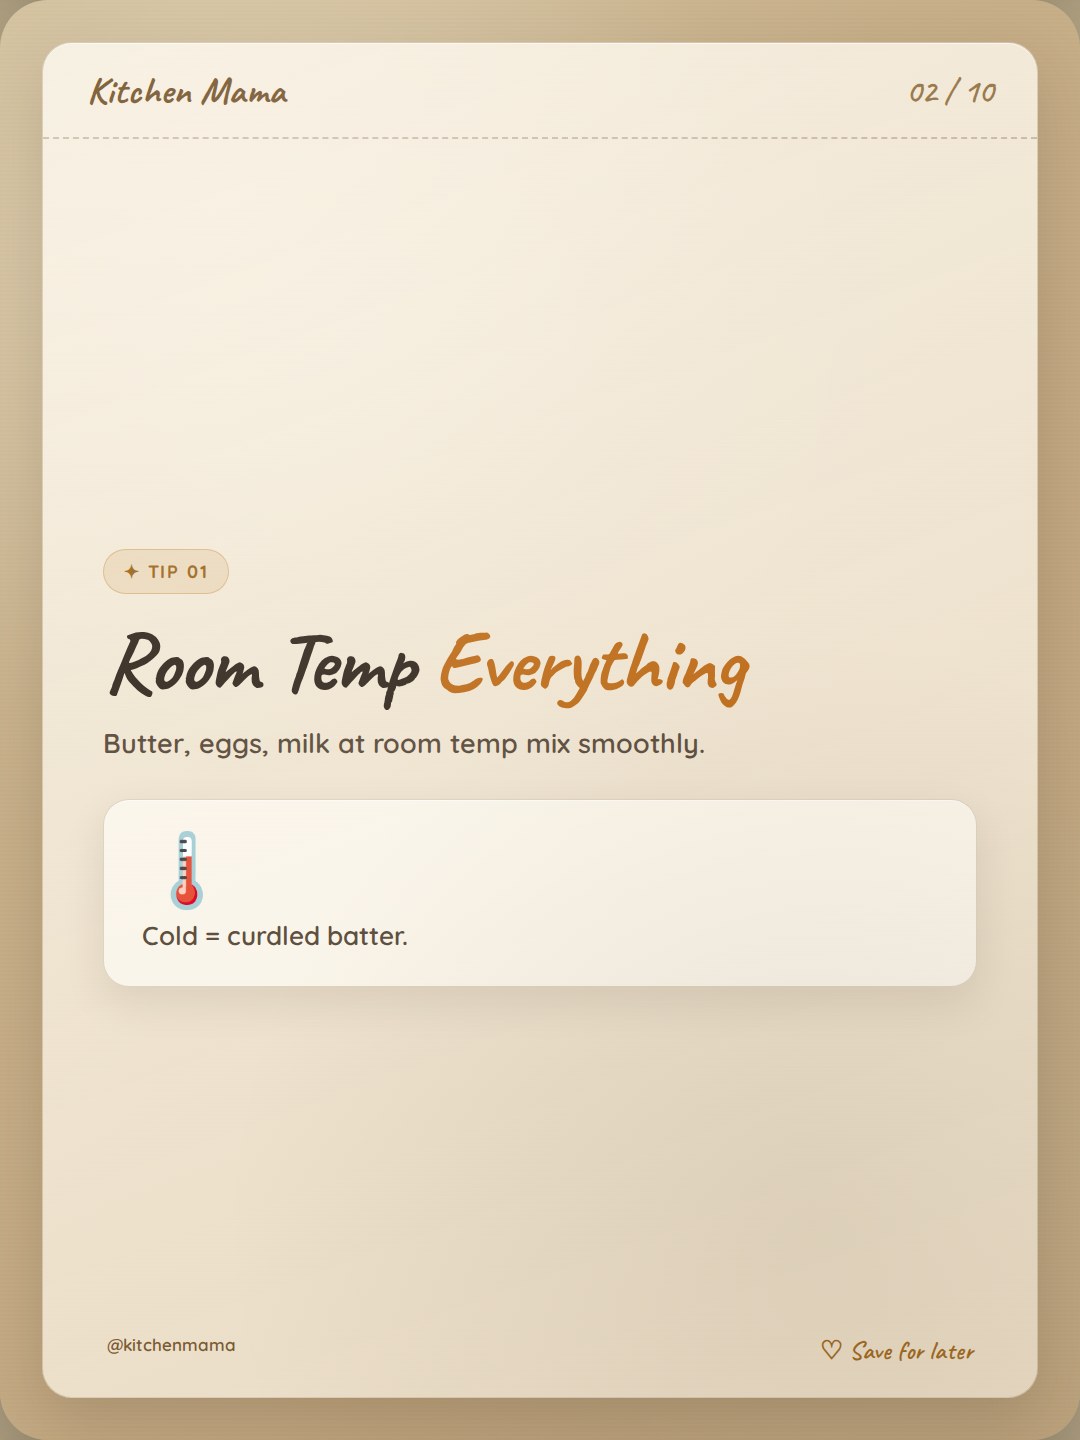 Kitchen Mama
02 / 10
✦ TIP 01
Room Temp Everything
Butter, eggs, milk at room temp mix smoothly.
Cold = curdled batter.
@kitchenmama
♡ Save for later